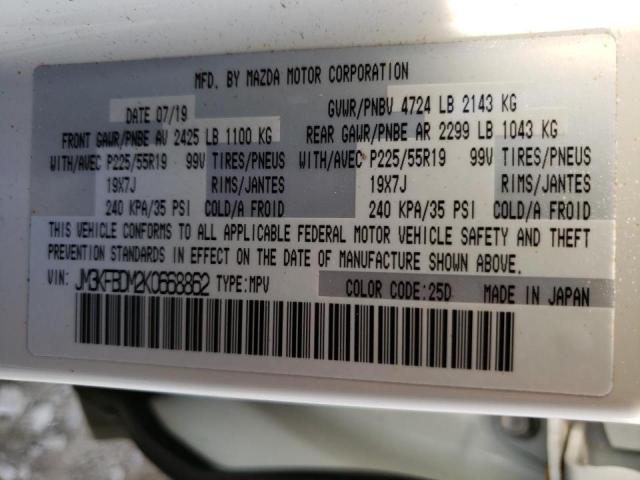 MFD. BY MAZDA MOTOR CORPORATION
DATE 07/19 GVWR/PNBV 4724 LB 2143 KG
FRONT GAWR/PNBE AV 2425 LB 1100 KG REAR GAWR/PNBE AR 2299 LB 1043 KG
WITH/AVEC P225/55R19 99V TIRES/PNEUS WITH/AVEC P225/55R19 99V TIRES/PNEUS
19X7J RIMS/JANTES 19X7J RIMS/JANTES
240 KPA/35 PSI COLD/A FROID 240 KPA/35 PSI COLD/A FROID
THIS VEHICLE CONFORMS TO ALL APPLICABLE FEDERAL MOTOR VEHICLE SAFETY AND THEFT
PREVENTION STANDARDS IN EFFECT ON THE DATE OF MANUFACTURE SHOWN ABOVE.
JM3KFBDM2K0668862 TYPE:MPV COLOR CODE:25D MADE IN JAPAN